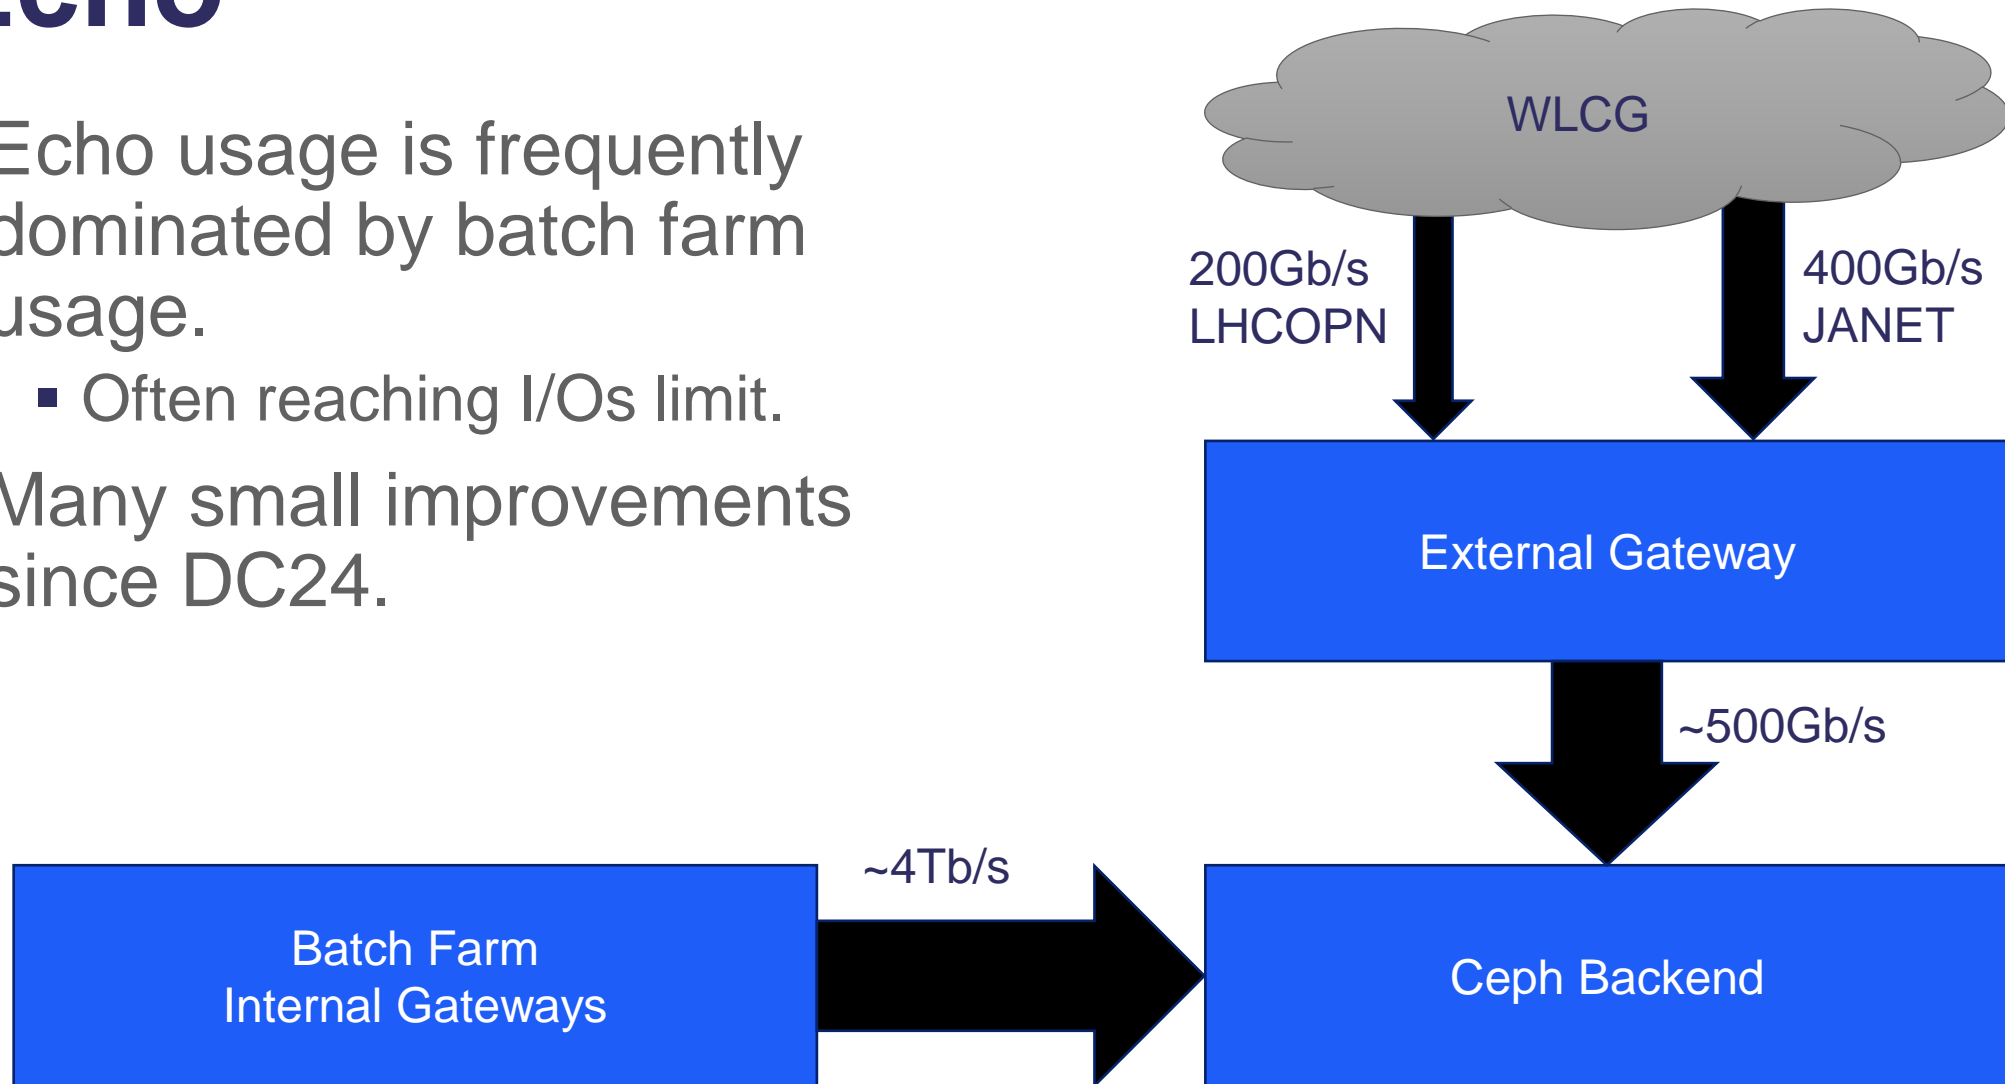 Echo
Echo usage is frequently
dominated by batch farm
usage.
▪ Often reaching I/Os limit.
Many small improvements
since DC24.
WLCG
200Gb/s
LHCOPN
400Gb/s
JANET
External Gateway
~500Gb/s
~4Tb/s
Batch Farm
Internal Gateways
Ceph Backend